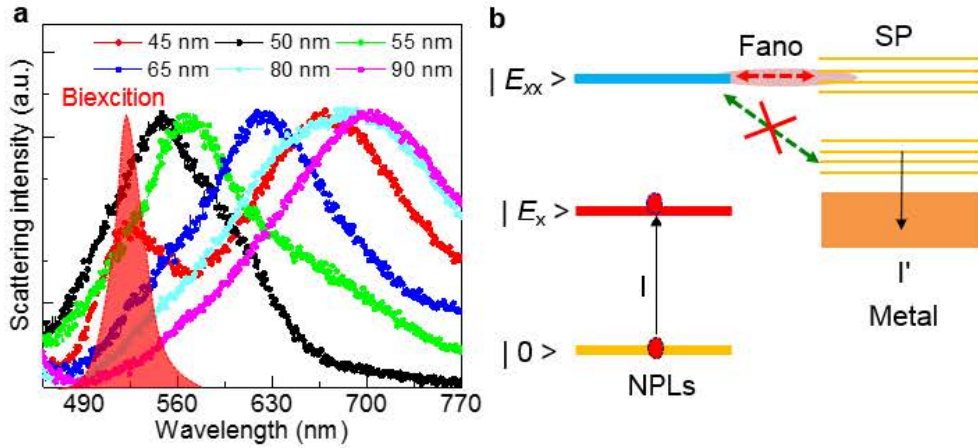 a
45 nm 50 nm 55 nm
65 nm 80 nm 90 nm
Biexcition
Scattering intensity (a.u.)
490 560 630 700 770
Wavelength (nm)
b
Fano
SP
| Exx >
| Ex >
I
I'
Metal
| 0 >
NPLs